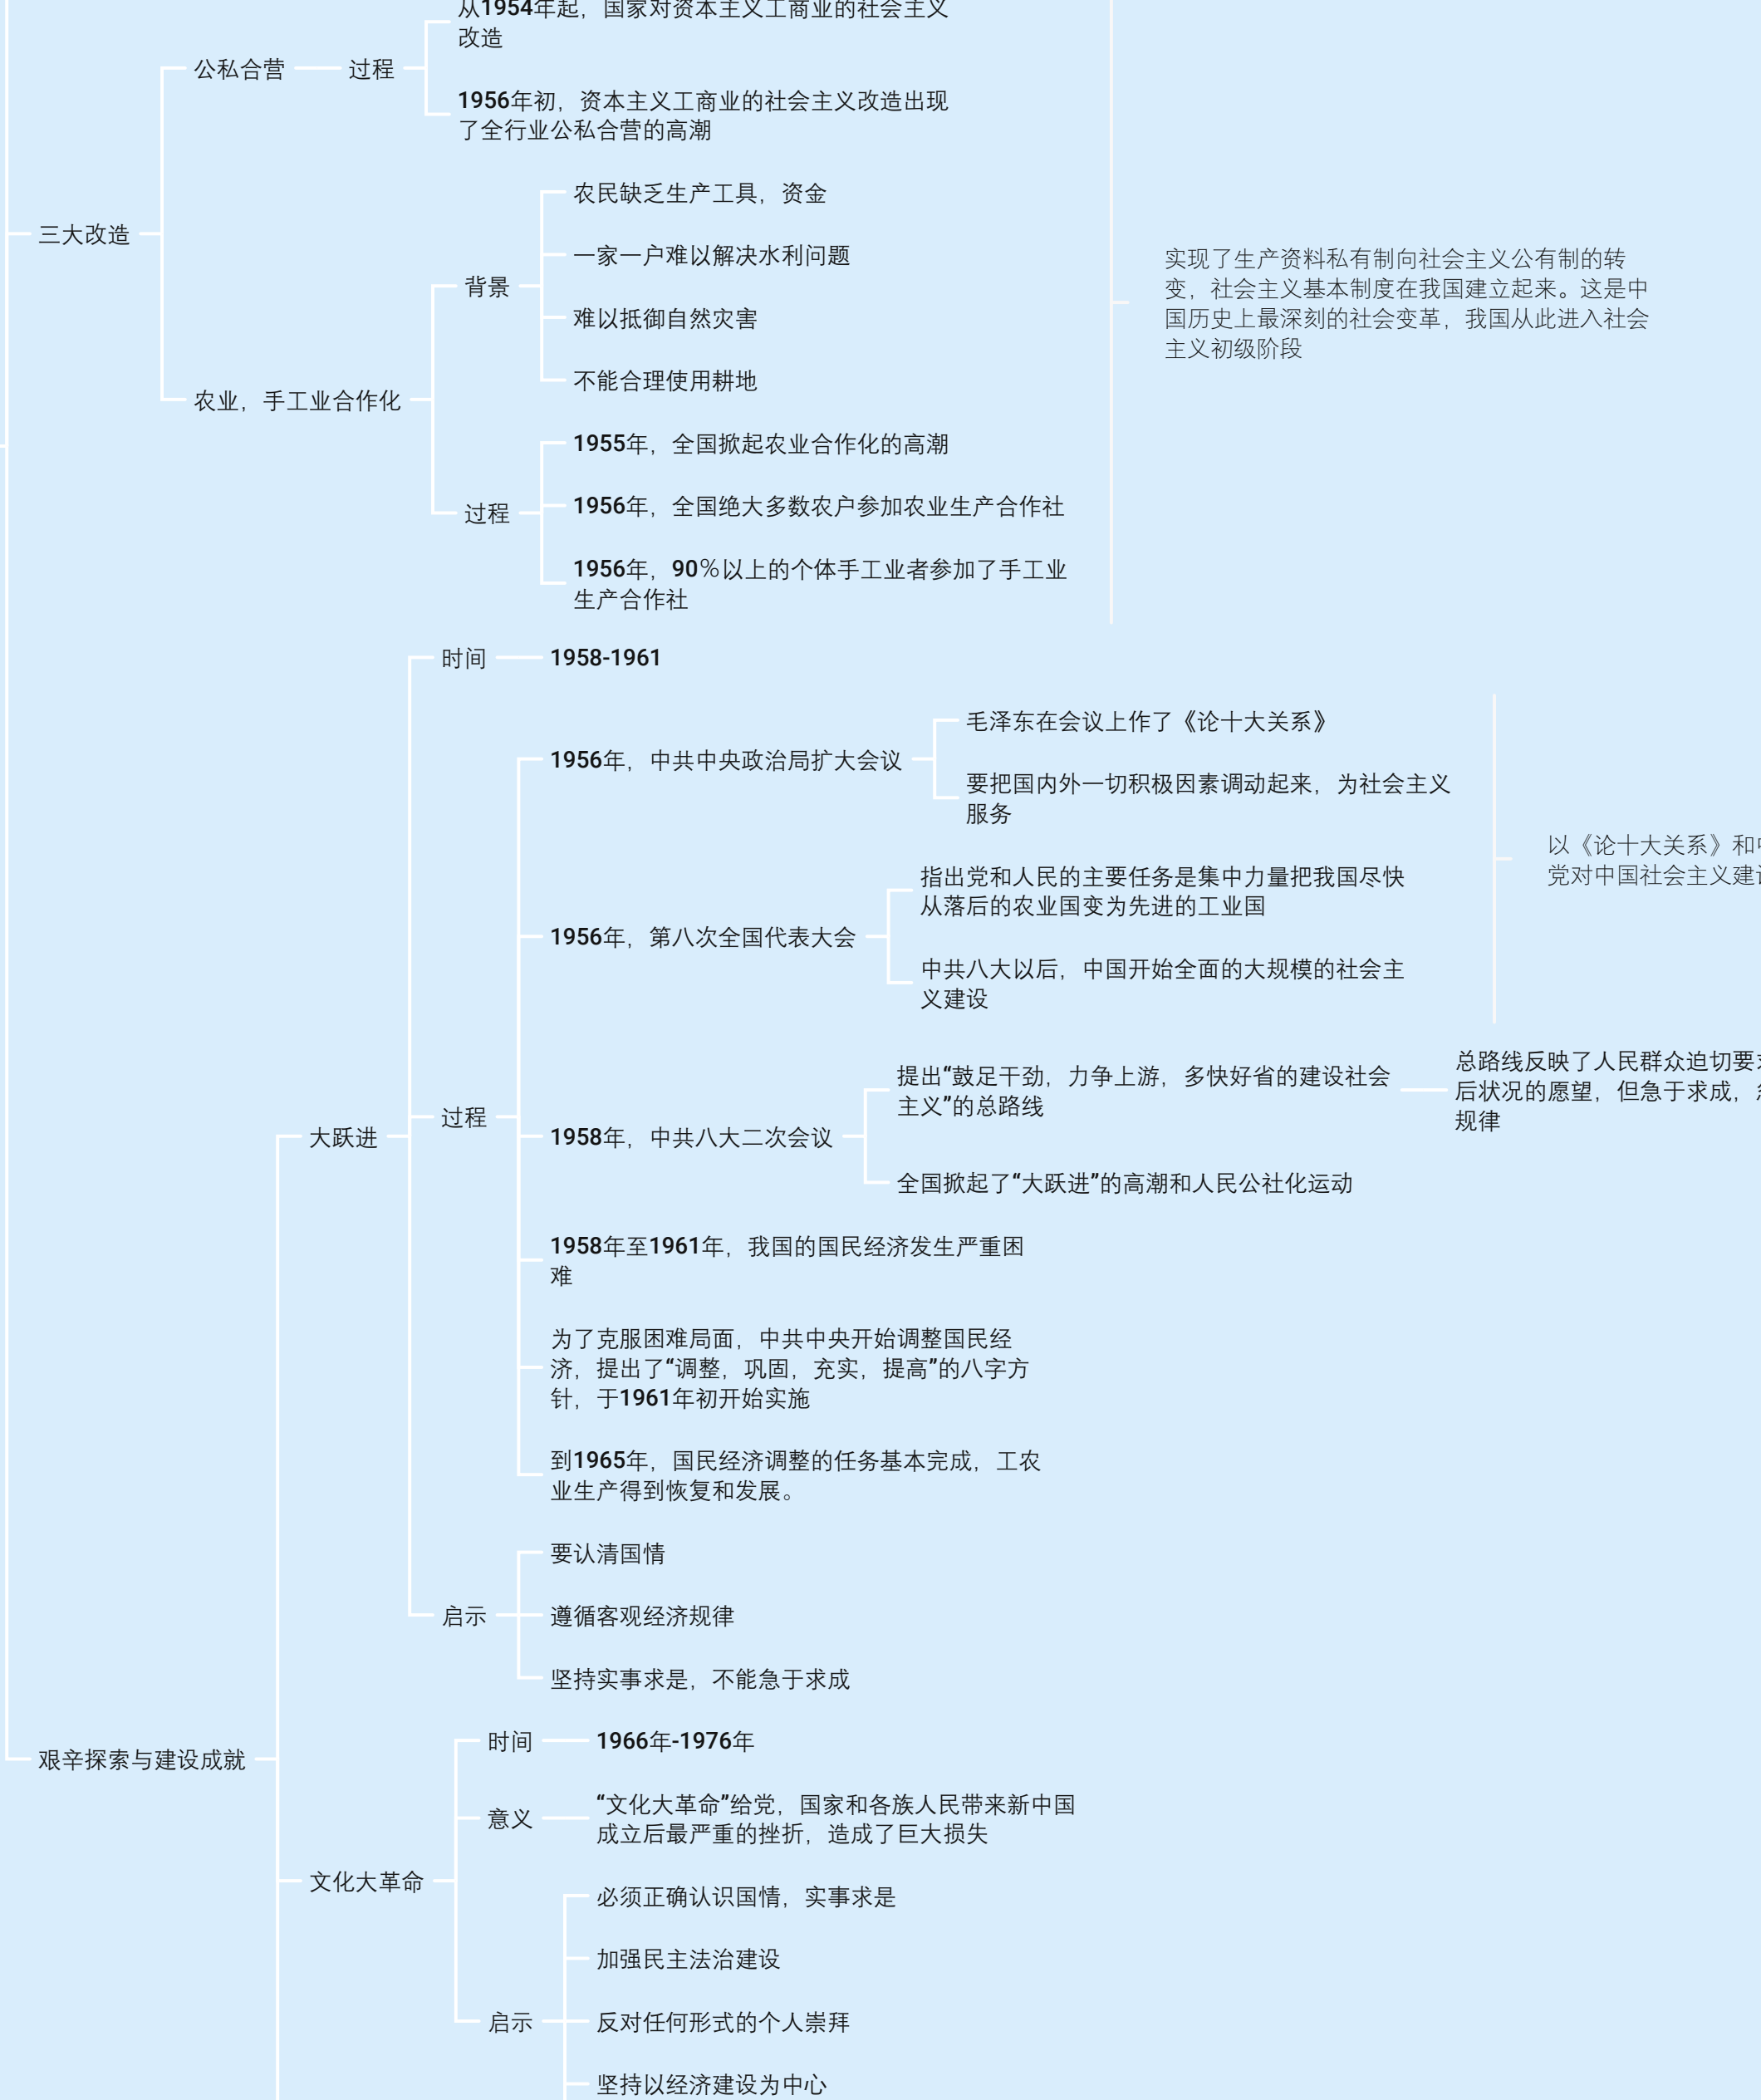 从1954年起，国家对资本主义工商业的社会主义
改造
公私合营
过程
1956年初，资本主义工商业的社会主义改造出现
了全行业公私合营的高潮
农民缺乏生产工具，资金
三大改造
一家一户难以解决水利问题
背景
难以抵御自然灾害
不能合理使用耕地
实现了生产资料私有制向社会主义公有制的转
变，社会主义基本制度在我国建立起来。这是中
国历史上最深刻的社会变革，我国从此进入社会
主义初级阶段
农业，手工业合作化
1955年，全国掀起农业合作化的高潮
过程
1956年，全国绝大多数农户参加农业生产合作社
1956年，90%以上的个体手工业者参加了手工业
生产合作社
时间
1958-1961
毛泽东在会议上作了《论十大关系》
1956年，中共中央政治局扩大会议
要把国内外一切积极因素调动起来，为社会主义
服务
以《论十大关系》和
党对中国社会主义建
指出党和人民的主要任务是集中力量把我国尽快
从落后的农业国变为先进的工业国
1956年，第八次全国代表大会
中共八大以后，中国开始全面的大规模的社会主
义建设
提出“鼓足干劲，力争上游，多快好省的建设社会
主义”的总路线
总路线反映了人民群众迫切要
后状况的愿望，但急于求成，
规律
大跃进
过程
1958年，中共八大二次会议
全国掀起了“大跃进”的高潮和人民公社化运动
1958年至1961年，我国的国民经济发生严重困
难
为了克服困难局面，中共中央开始调整国民经
济，提出了“调整，巩固，充实，提高”的八字方
针，于1961年初开始实施
到1965年，国民经济调整的任务基本完成，工农
业生产得到恢复和发展。
要认清国情
启示
遵循客观经济规律
坚持实事求是，不能急于求成
艰辛探索与建设成就
时间
1966年-1976年
意义
“文化大革命”给党，国家和各族人民带来新中国
成立后最严重的挫折，造成了巨大损失
文化大革命
必须正确认识国情，实事求是
加强民主法治建设
启示
反对任何形式的个人崇拜
坚持以经济建设为中心